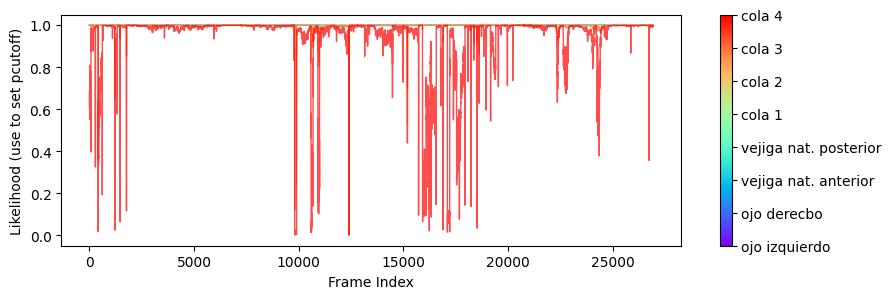 Likelihood (use to set pcutoff)
1.0
0.8
0.6
0.4
0.2
0.0
0
5000
10000
15000
20000
25000
Frame Index
cola 4
cola 3
cola 2
cola 1
vejiga nat. posterior
vejiga nat. anterior
ojo derecbo
ojo izquierdo